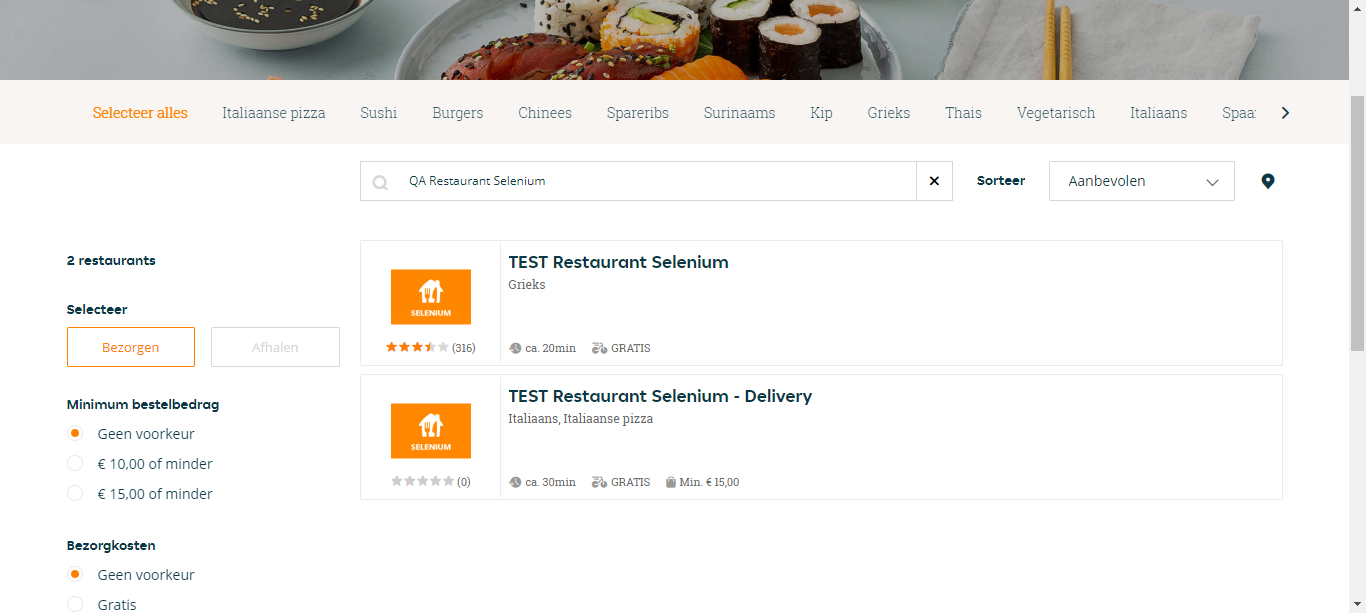 Selecteer alles Italiaanse pizza Sushi Burgers Chinees Spareribs Surinaams Kip Grieks Thais Vegetarisch Italiaans Spaa
QA Restaurant Selenium
Sorteer
Aanbevolen
2 restaurants
Selecteer
Bezorgen
Afhalen
Minimum bestelbedrag
Geen voorkeur
€ 10,00 of minder
€ 15,00 of minder
Bezorgkosten
Geen voorkeur
Gratis
TEST Restaurant Selenium
Grieks
SELENIUM
(316)
ca. 20min
GRATIS
TEST Restaurant Selenium - Delivery
Italiaans, Italiaanse pizza
SELENIUM
(0)
ca. 30min
GRATIS
Min. € 15,00